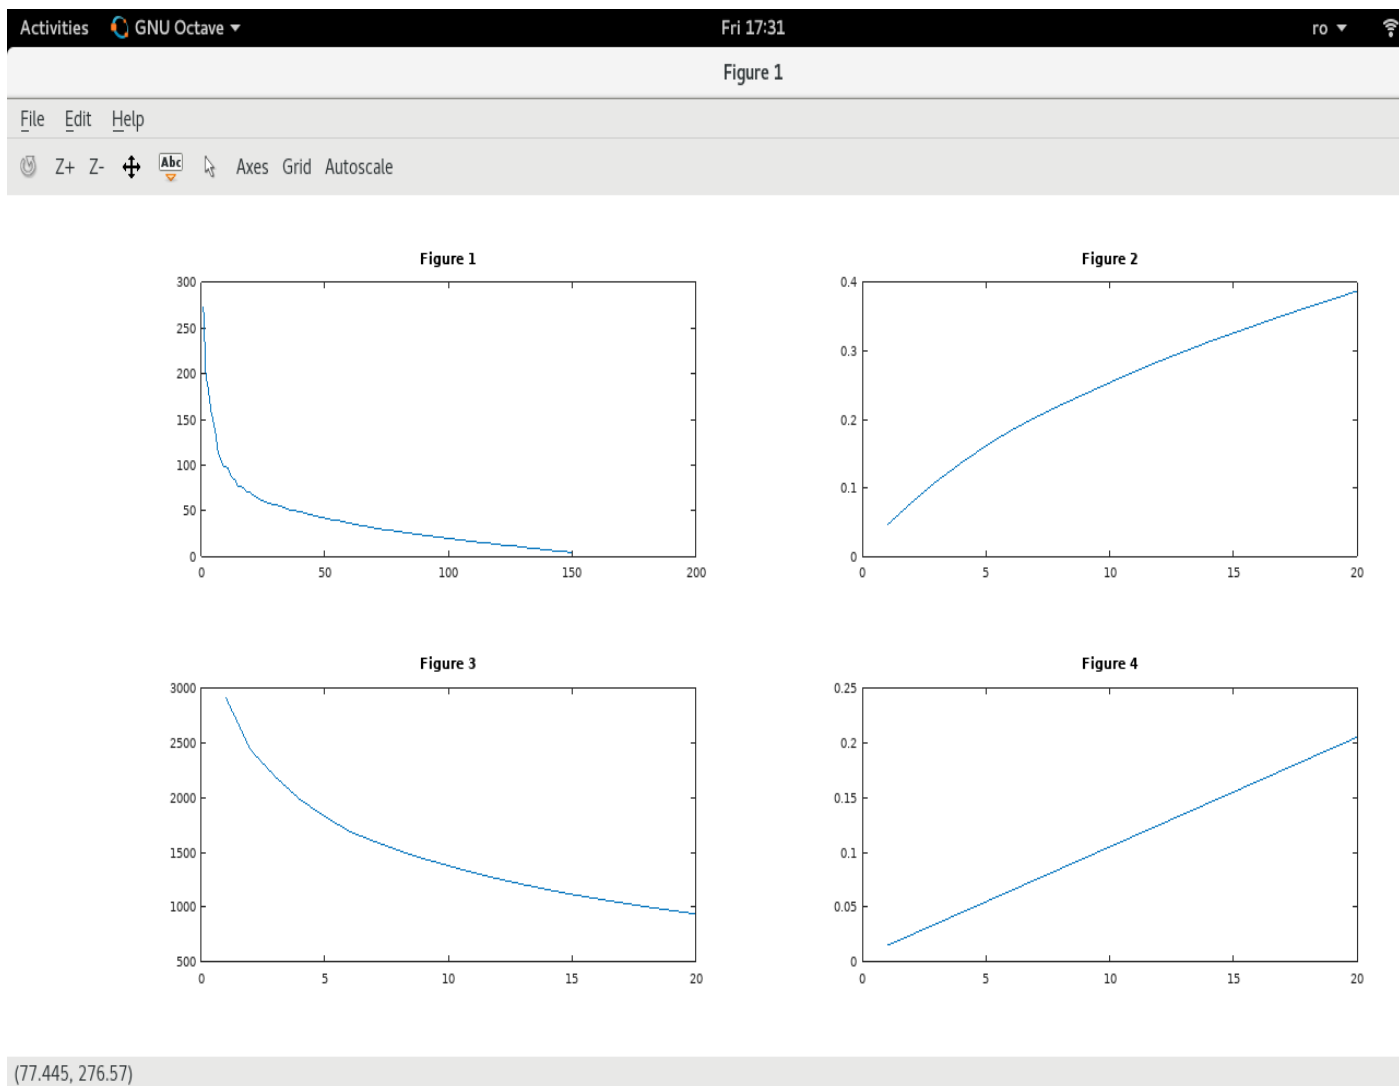 Activities GNU Octave Fri 17:31 ro
Figure 1
File Edit Help
Z+ Z- Abc Axes Grid Autoscale
Figure 1
300
250
200
150
100
50
0
0 50 100 150 200
Figure 2
0.4
0.3
0.2
0.1
0
0 5 10 15 20
Figure 3
3000
2500
2000
1500
1000
500
0 5 10 15 20
Figure 4
0.25
0.2
0.15
0.1
0.05
0
0 5 10 15 20
(77.445, 276.57)